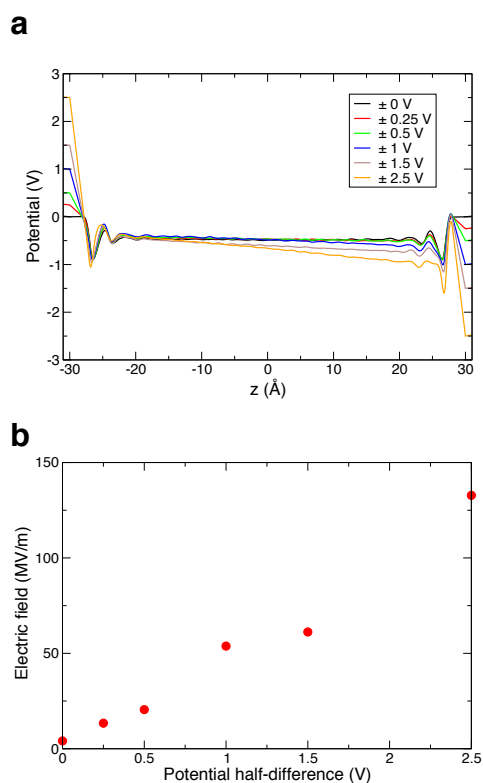 a
3
2
1
0
-1
-2
-3
Potential (V)
± 0 V
± 0.25 V
± 0.5 V
± 1 V
± 1.5 V
± 2.5 V
-30 -20 -10 0 10 20 30
z (Å)
b
150
100
50
0
Electric field (MV/m)
0 0.5 1 1.5 2 2.5
Potential half-difference (V)